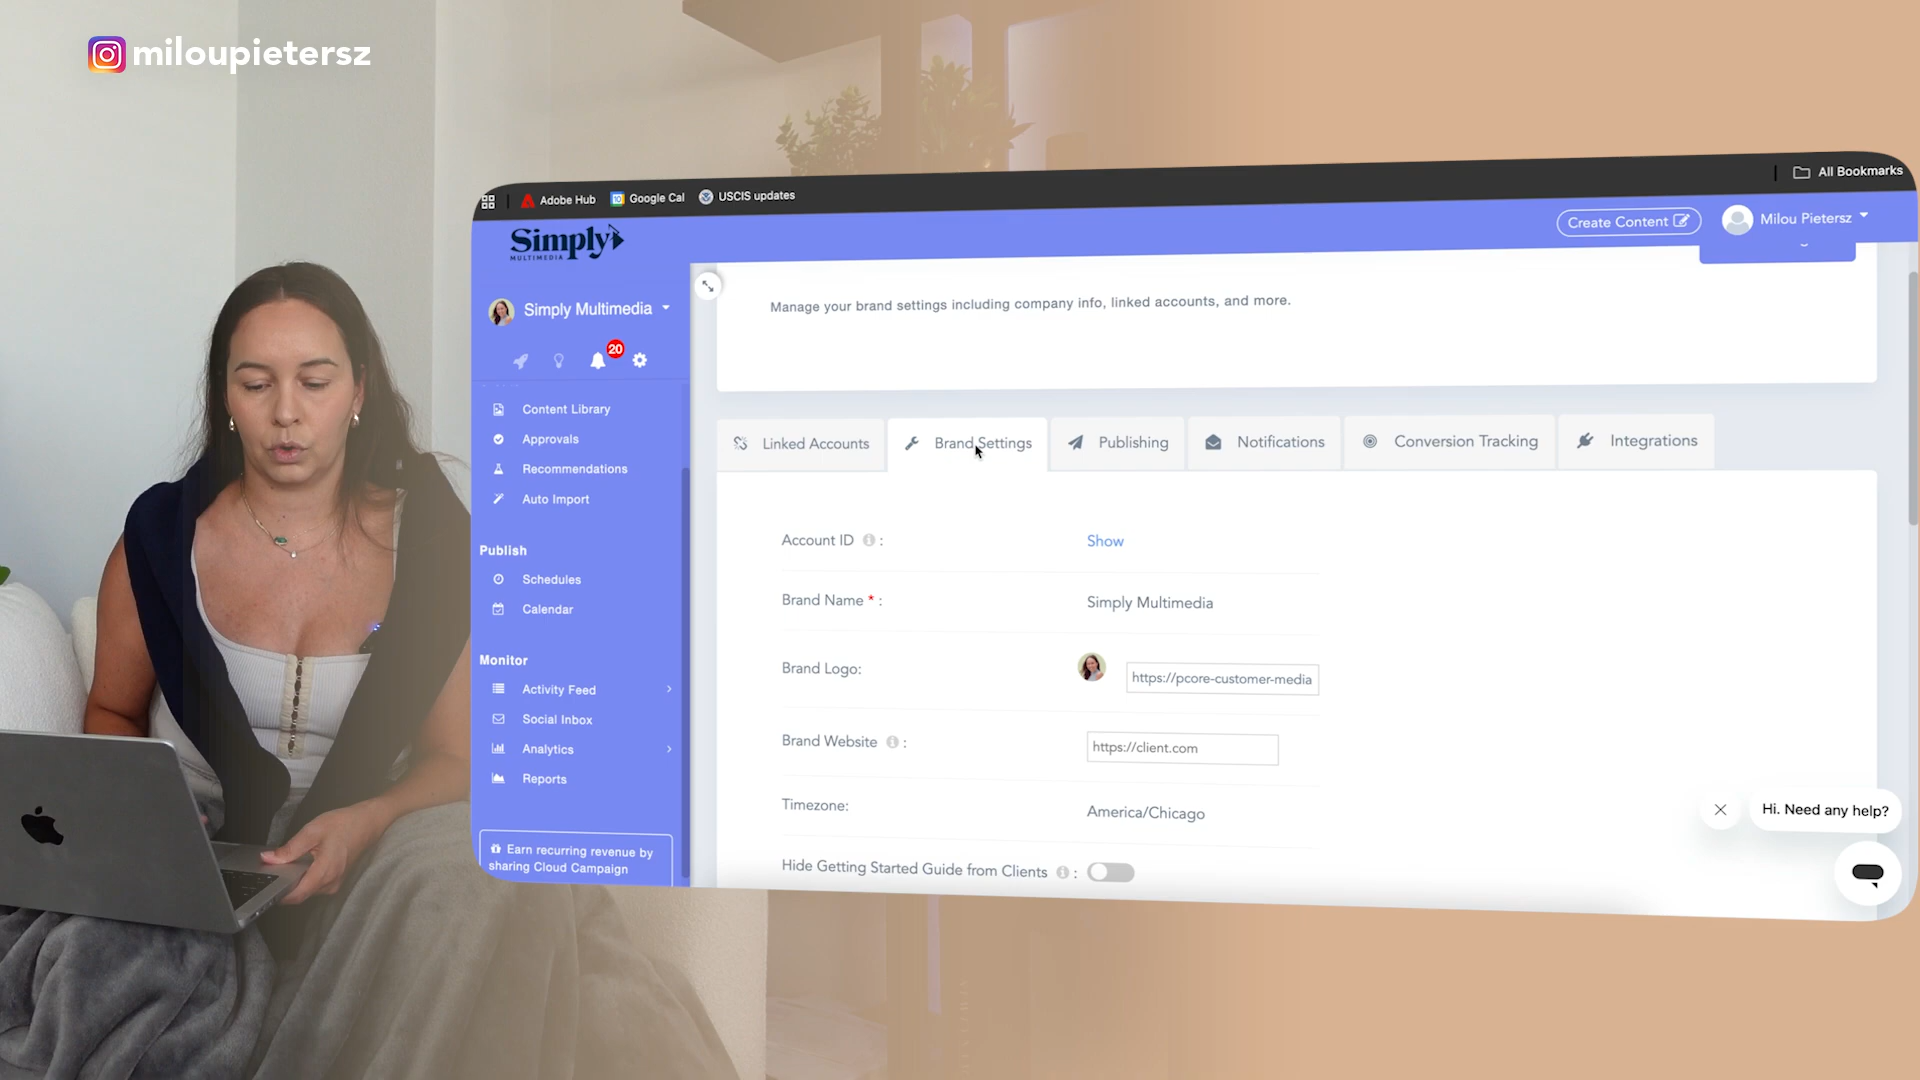 miloupietersz
Adobe Hub
Google Cal
USCIS updates
All Bookmarks
Simply
MULTIMEDIA
Create Content
Milou Pietersz
Simply Multimedia
20
Content Library
Approvals
Recommendations
Auto Import
Publish
Schedules
Calendar
Monitor
Activity Feed
Social Inbox
Analytics
Reports
Earn recurring revenue by
sharing Cloud Campaign
Manage your brand settings including company info, linked accounts, and more.
Linked Accounts
Brand Settings
Publishing
Notifications
Conversion Tracking
Integrations
Account ID :
Show
Brand Name * :
Simply Multimedia
Brand Logo:
https://pcore-customer-media
Brand Website :
https://client.com
Timezone:
America/Chicago
Hide Getting Started Guide from Clients :
Hi. Need any help?